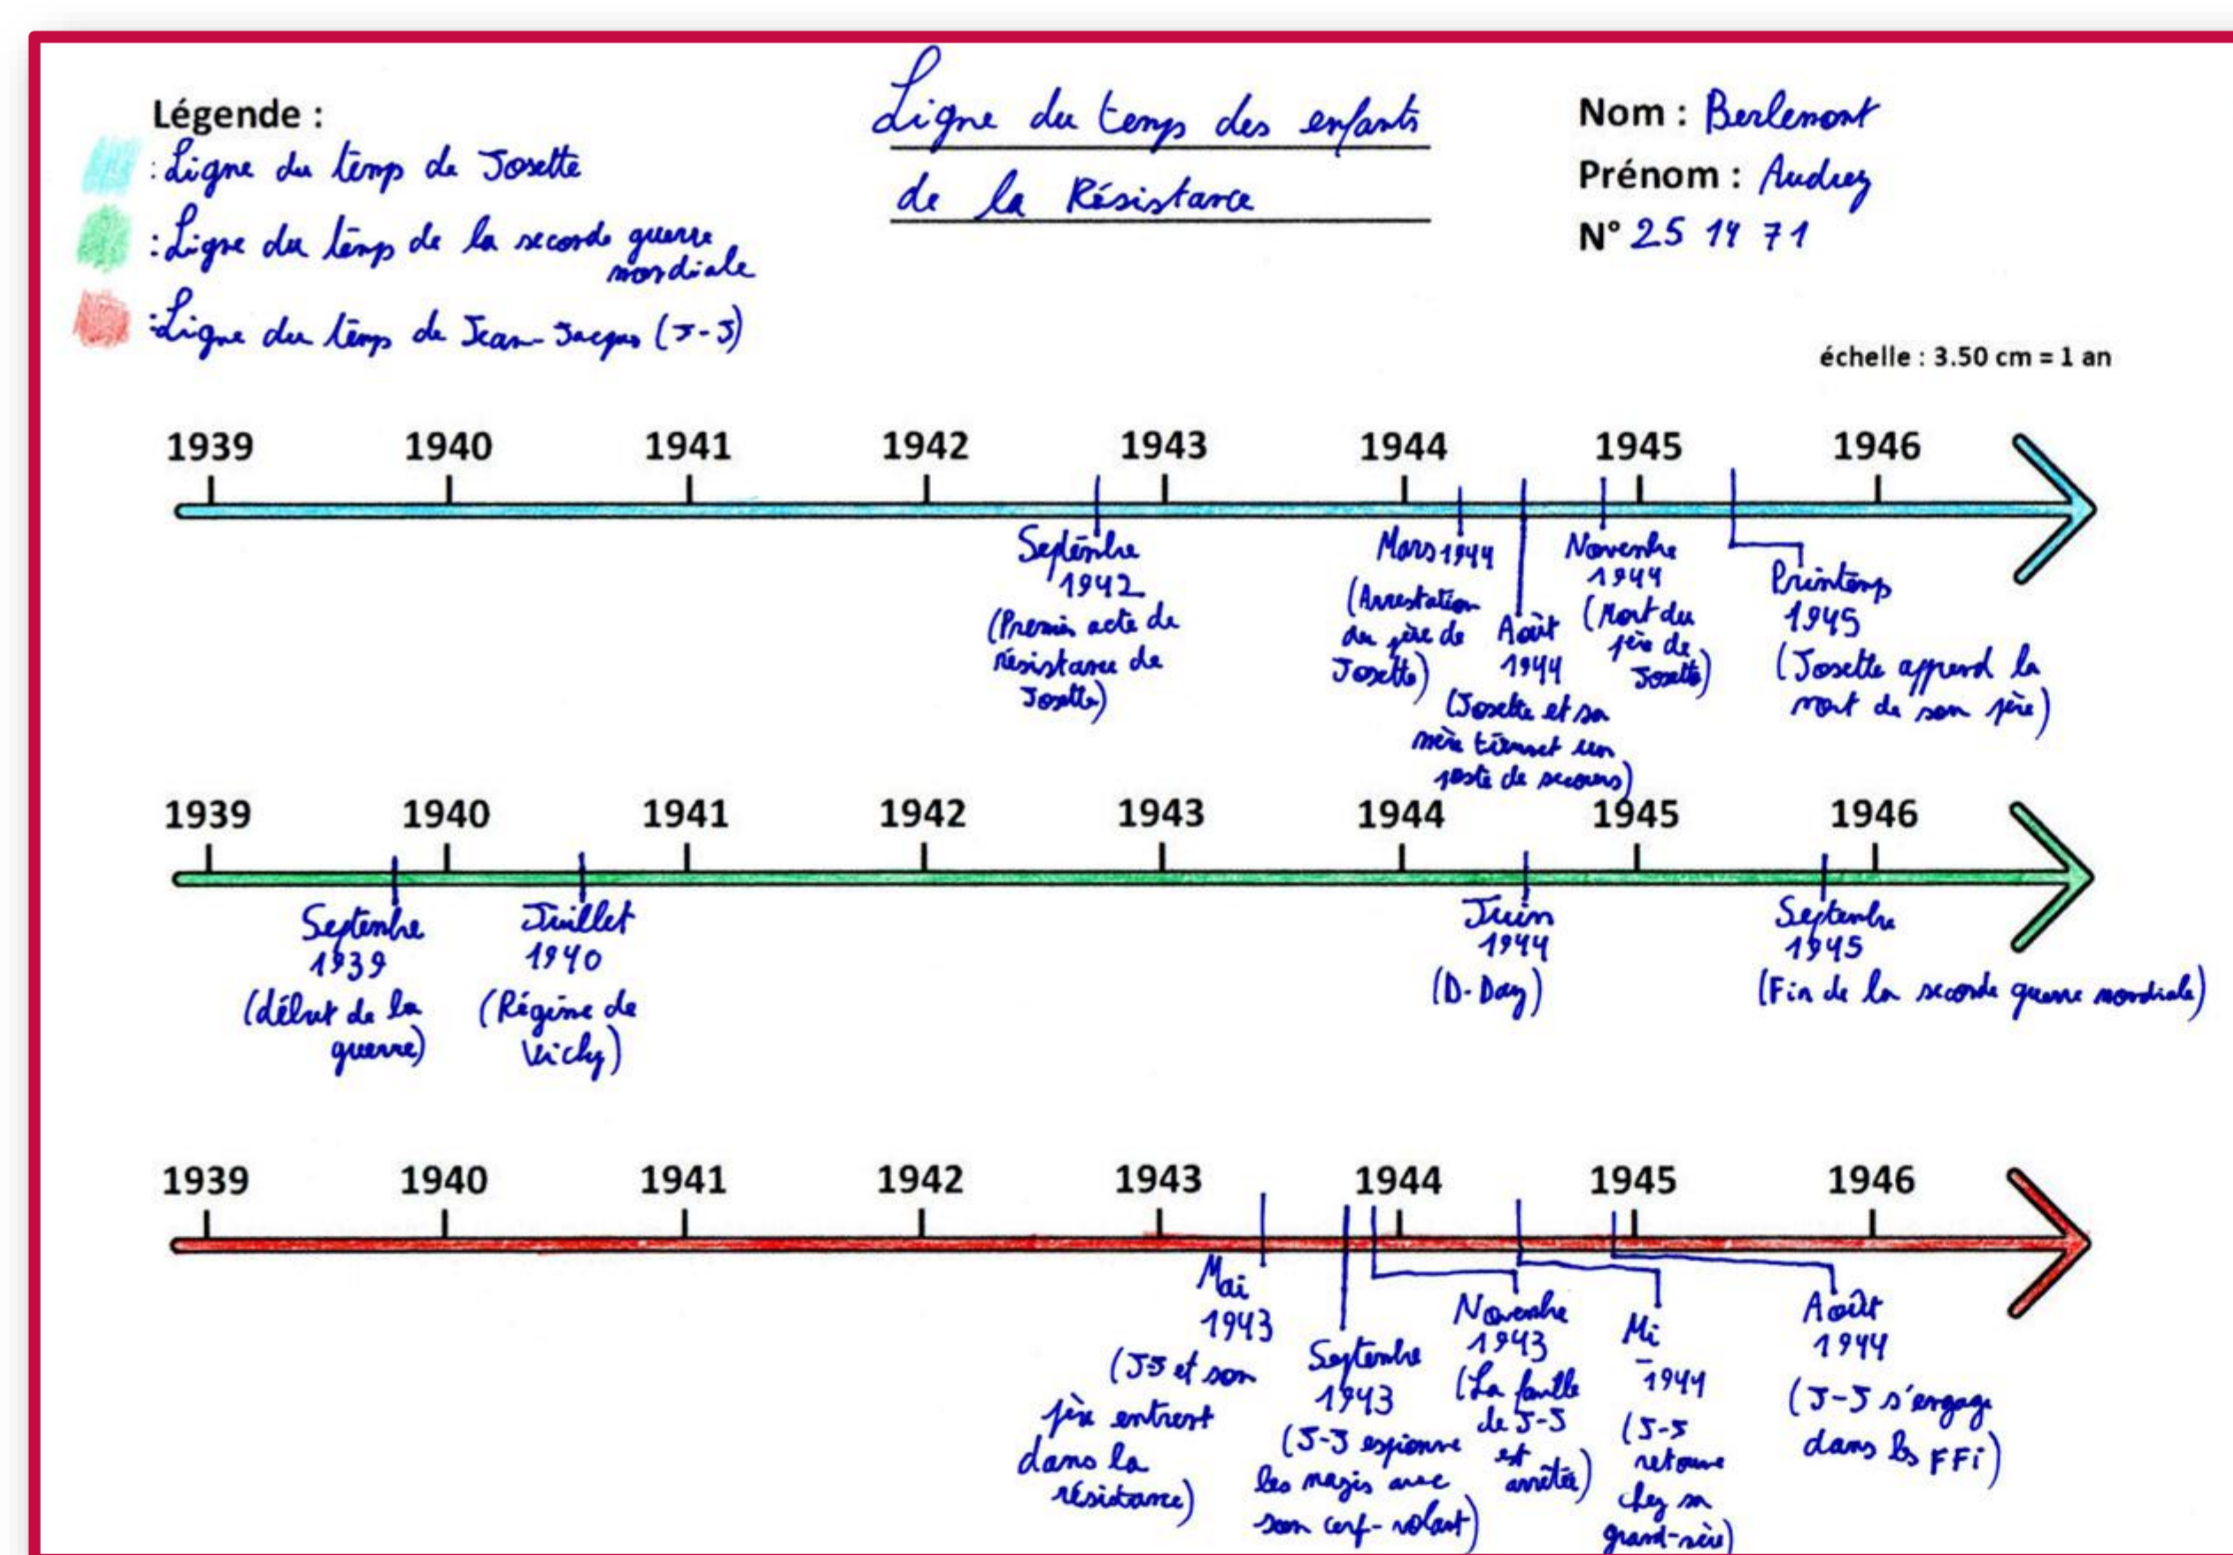 Légende :
: Ligne du temps de Josette
: Ligne du temps de la seconde guerre
mondiale
: Ligne du temps de Jean-Jacques (J-J)
Ligne du temps des enfants
de la Résistance
Nom : Berlemont
Prénom : Audrey
N° 25 14 71
échelle : 3.50 cm = 1 an
1939 1940 1941 1942 1943 1944 1945 1946
Septembre
1942
(Premier acte de
résistance de
Josette)
Mars 1944
(Arrestation
du père de
Josette)
Août
1944
(Josette et sa
mère tiennent un
poste de secours)
Novembre
1944
(Mort du
père de
Josette)
Printemps
1945
(Josette apprend la
mort de son père)
1939 1940 1941 1942 1943 1944 1945 1946
Septembre
1939
(début de la
guerre)
Juillet
1940
(Régime de
Vichy)
Juin
1944
(D-Day)
Septembre
1945
(Fin de la seconde guerre mondiale)
1939 1940 1941 1942 1943 1944 1945 1946
Mai
1943
(J-J et son
père entrent
dans la
résistance)
Septembre
1943
(J-J espionne
les nazis avec
son cerf-volant)
Novembre
1943
(La famille
de J-J
est
arrêtée)
Mi
-1944
(J-J
retourne
chez sa
grand-mère)
Août
1944
(J-J s'engage
dans les FFi)